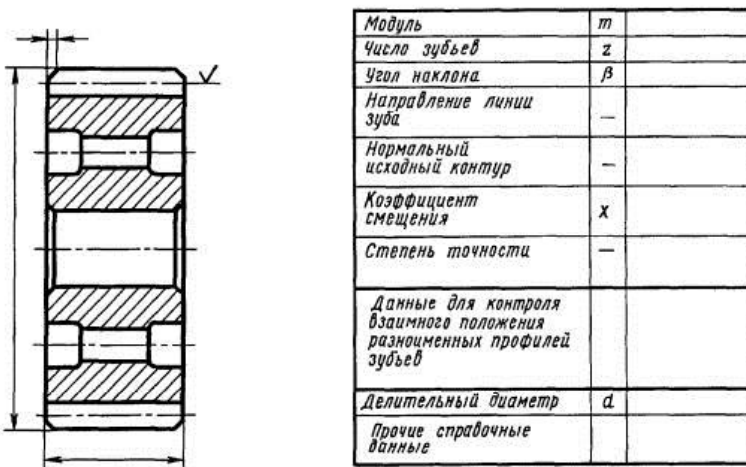 Модуль m
Число зубьев z
Угол наклона β
Направление линии
зуба —
Нормальный
исходный контур —
Коэффициент
смещения x
Степень точности —
Данные для контроля
взаимного положения
разноименных профилей
зубьев
Делительный диаметр d
Прочие справочные
данные